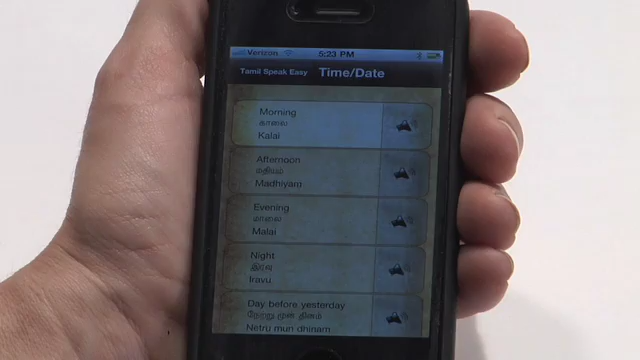 Verizon 5:23 PM
Tamil Speak Easy Time/Date
Morning
காலை
Kalai
Afternoon
மதியம்
Madhiyam
Evening
மாலை
Malai
Night
இரவு
Iravu
Day before yesterday
நேற்று முன் தினம்
Netru mun dhinam